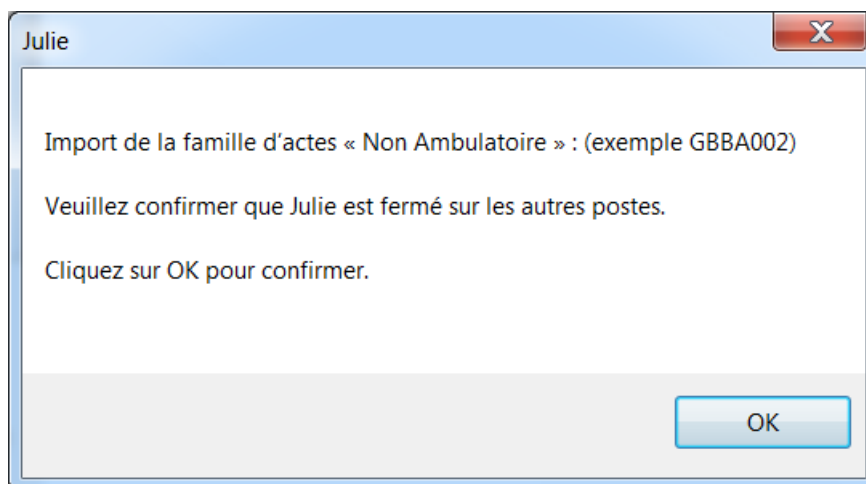 Julie
Import de la famille d’actes « Non Ambulatoire » : (exemple GBBA002)
Veuillez confirmer que Julie est fermé sur les autres postes.
Cliquez sur OK pour confirmer.
OK